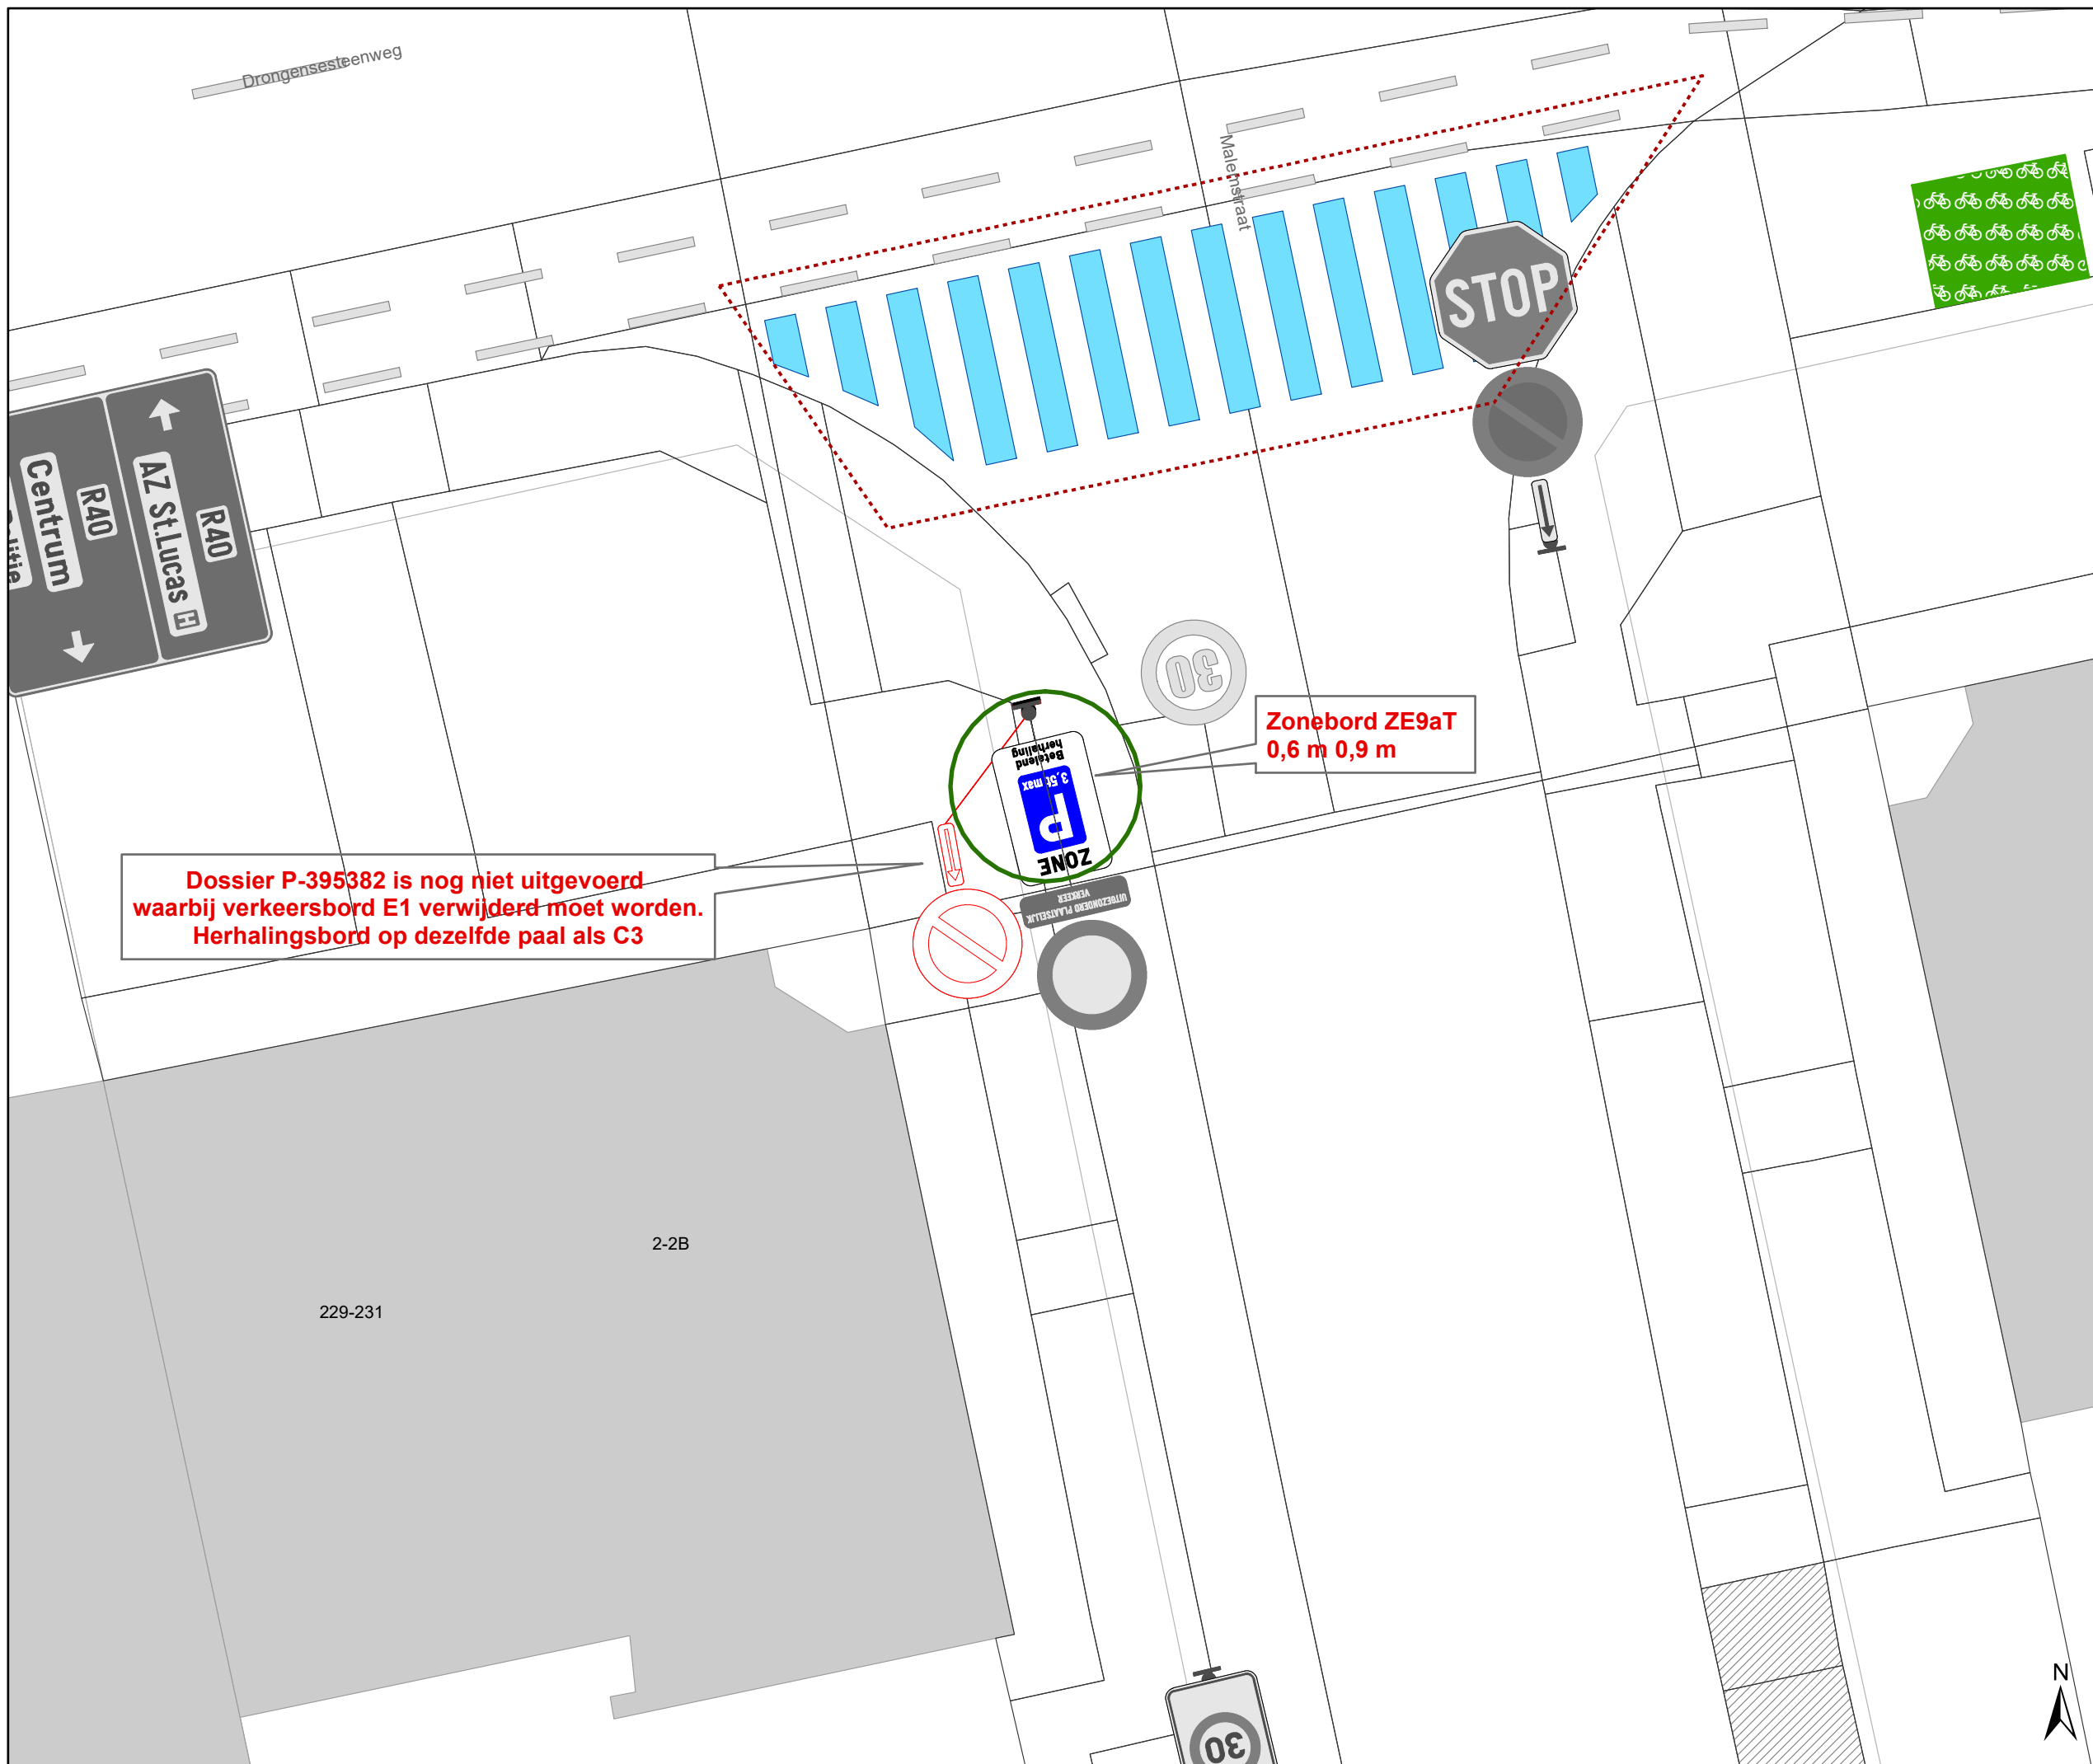 Drongensesteenweg
Malemstraat
STOP
R40
AZ St.Lucas H
R40
Centrum
30
Zonebord ZE9aT
0,6 m 0,9 m
ZONE
P
3,5t max
Betalend
herhaling
UITGEZONDERD PLAATSELIJK
VERKEER
Dossier P-395382 is nog niet uitgevoerd
waarbij verkeersbord E1 verwijderd moet worden.
Herhalingsbord op dezelfde paal als C3
2-2B
229-231
30
N